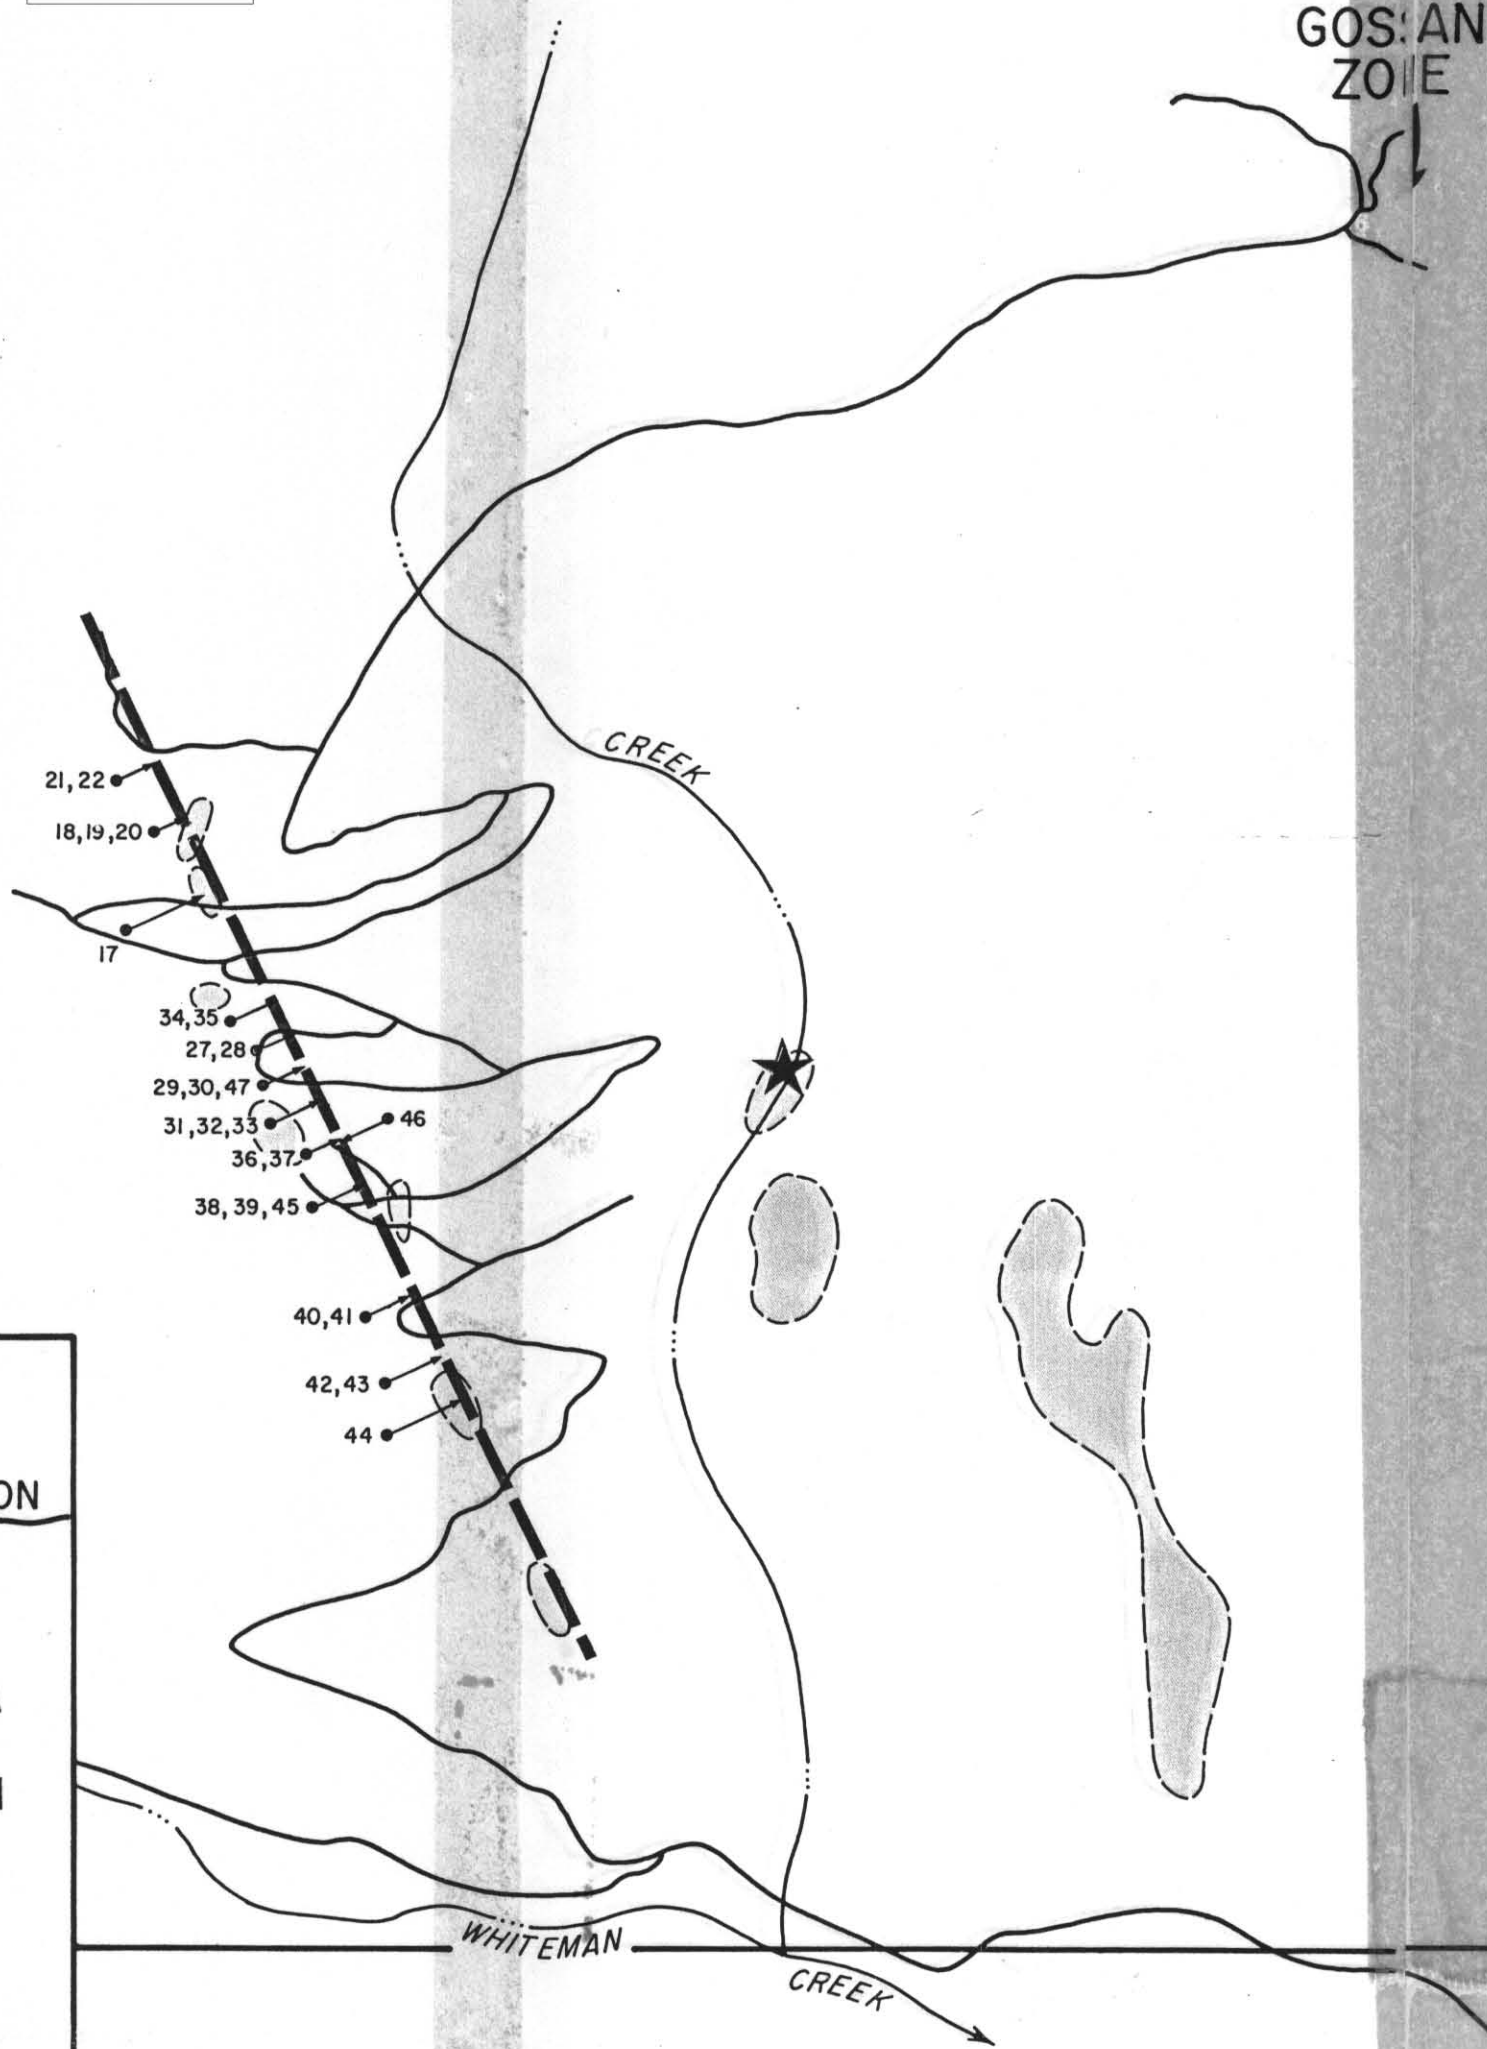 GOSSAN
ZONE
CREEK
21, 22
18, 19, 20
17
34, 35
27, 28
29, 30, 47
31, 32, 33
46
36, 37
38, 39, 45
40, 41
42, 43
44
ON
WHITEMAN
CREEK